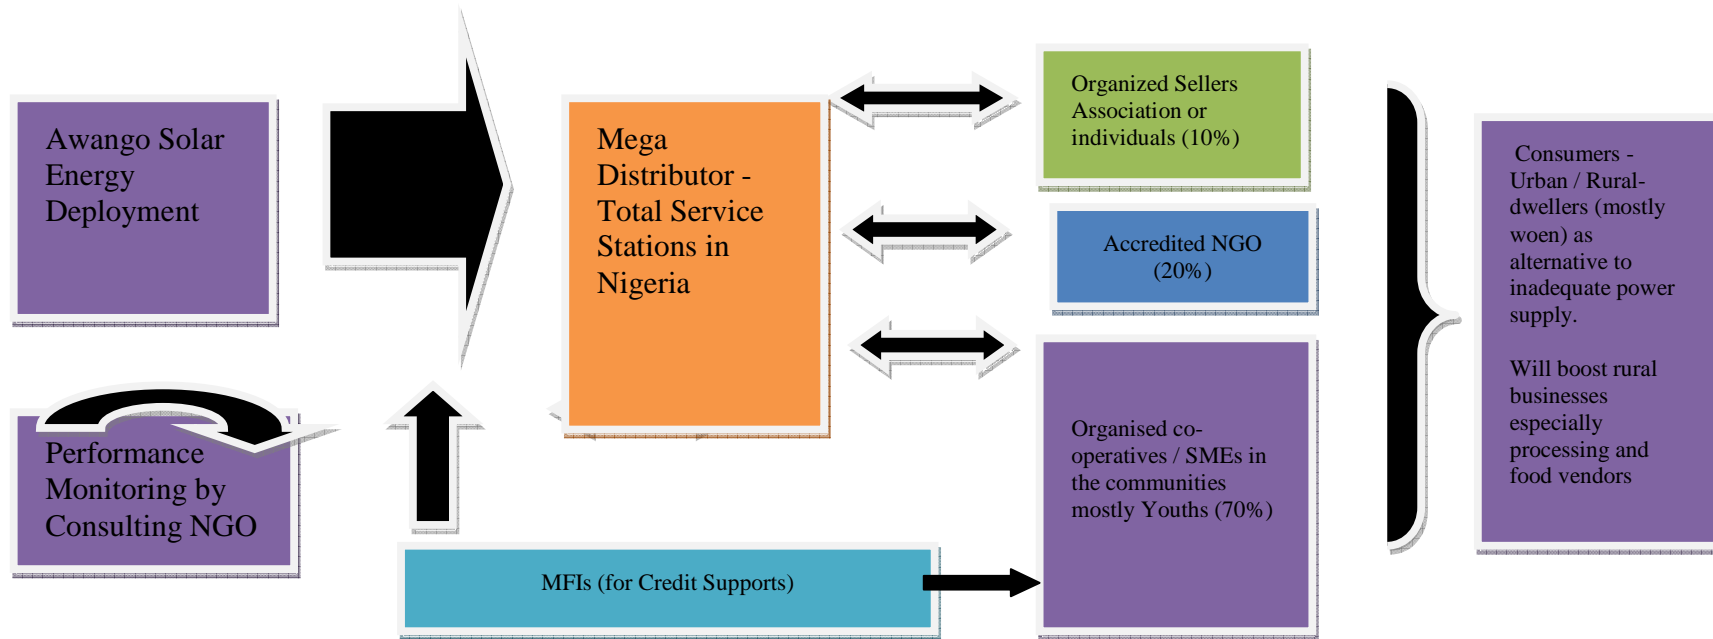 Awango Solar
Energy
Deployment
Mega
Distributor -
Total Service
Stations in
Nigeria
Organized Sellers
Association or
individuals (10%)
Accredited NGO
(20%)
Organised co-
operatives / SMEs in
the communities
mostly Youths (70%)
Consumers -
Urban / Rural-
dwellers (mostly
woen) as
alternative to
inadequate power
supply.
Will boost rural
businesses
especially
processing and
food vendors
Performance
Monitoring by
Consulting NGO
MFIs (for Credit Supports)